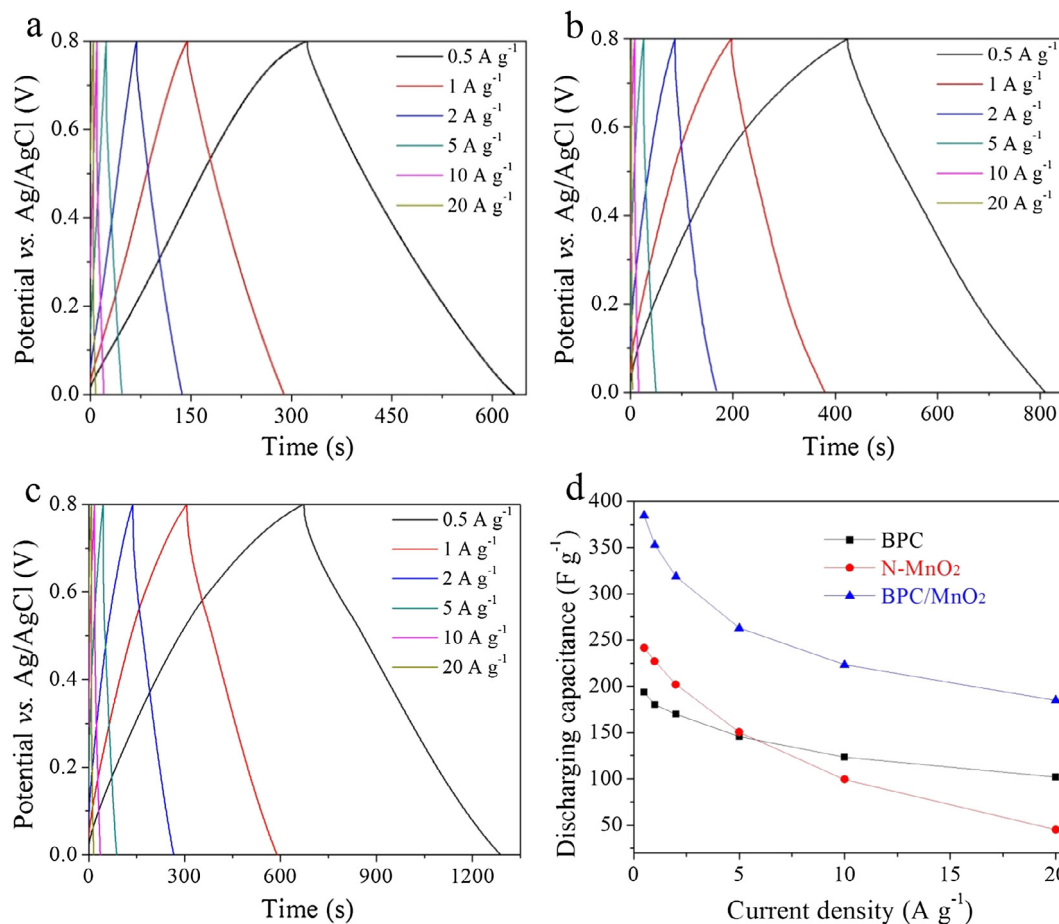 a
0.8
0.6
0.4
0.2
0.0
Potential vs. Ag/AgCl (V)
0.5 A g⁻¹
1 A g⁻¹
2 A g⁻¹
5 A g⁻¹
10 A g⁻¹
20 A g⁻¹
0 150 300 450 600
Time (s)
b
0.8
0.6
0.4
0.2
0.0
Potential vs. Ag/AgCl (V)
0.5 A g⁻¹
1 A g⁻¹
2 A g⁻¹
5 A g⁻¹
10 A g⁻¹
20 A g⁻¹
0 200 400 600 800
Time (s)
c
0.8
0.6
0.4
0.2
0.0
Potential vs. Ag/AgCl (V)
0.5 A g⁻¹
1 A g⁻¹
2 A g⁻¹
5 A g⁻¹
10 A g⁻¹
20 A g⁻¹
0 300 600 900 1200
Time (s)
d
400
350
300
250
200
150
100
50
Discharging capacitance (F g⁻¹)
BPC
N-MnO₂
BPC/MnO₂
0 5 10 15 20
Current density (A g⁻¹)